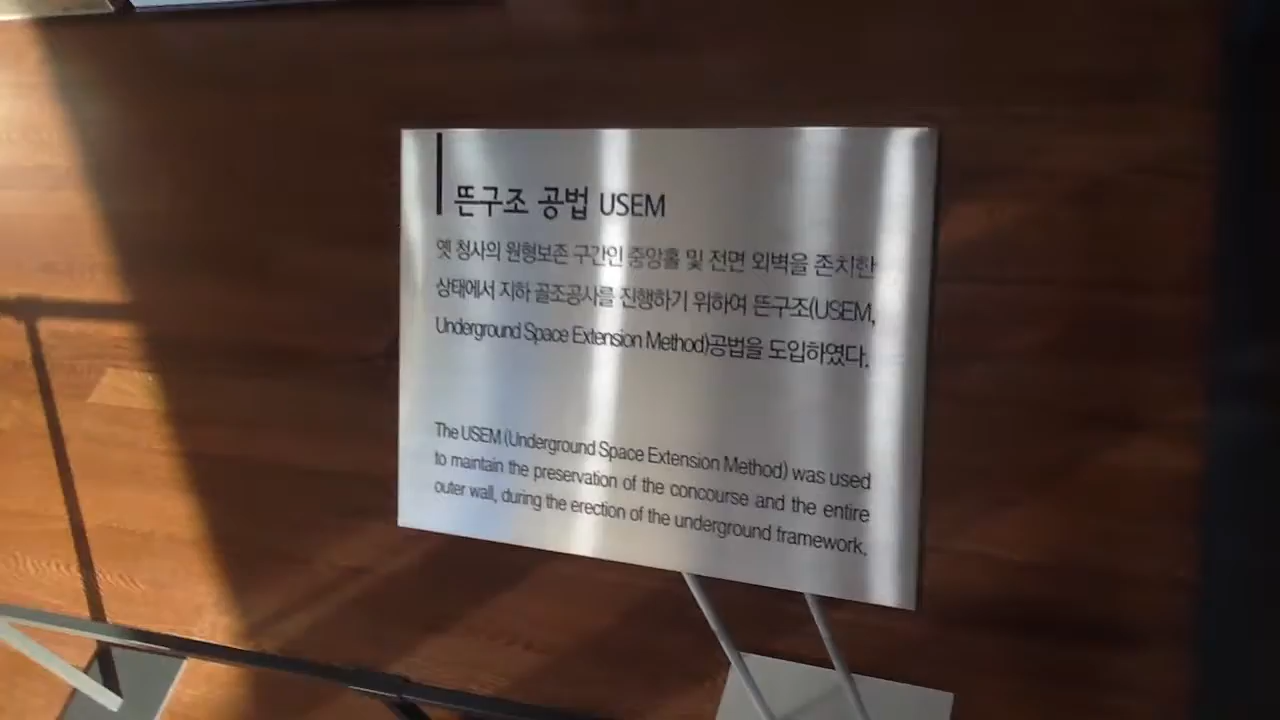 뜬구조 공법 USEM
옛 청사의 원형보존 구간인 중앙홀 및 전면 외벽을 존치한
상태에서 지하 골조공사를 진행하기 위하여 뜬구조(USEM,
Underground Space Extension Method)공법을 도입하였다.
The USEM (Underground Space Extension Method) was used
to maintain the preservation of the concourse and the entire
outer wall, during the erection of the underground framework.